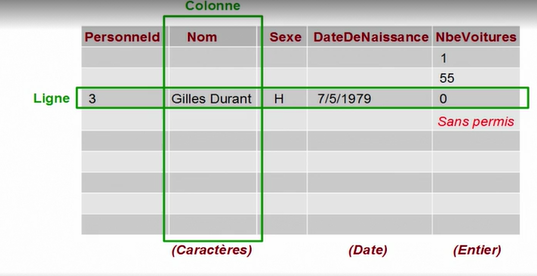 Colonne
PersonneId Nom Sexe DateDeNaissance NbeVoitures
1
55
Ligne 3 Gilles Durant H 7/5/1979 0
Sans permis
(Caractères) (Date) (Entier)